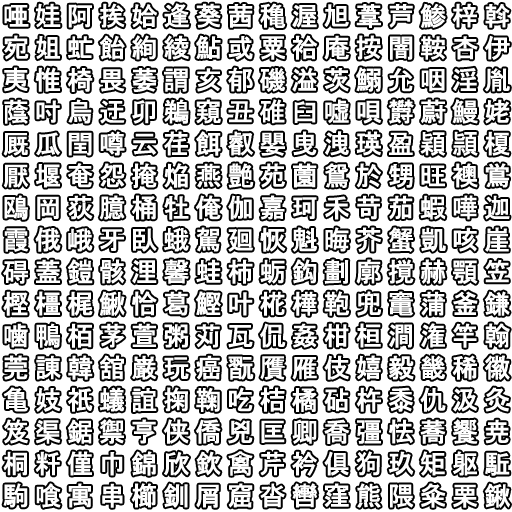 唖娃阿挨姶逢葵茜穐渥旭葦芦鯵梓斡
宛姐虻飴絢綾鮎或粟袷庵按闇鞍杏伊
夷惟椅畏萎謂亥郁磯溢茨鰯允咽淫胤
蔭吋烏迂卯鵜窺丑碓臼嘘唄欝蔚鰻姥
厩瓜閏噂云荏餌叡嬰曳洩瑛盈穎頴榎
厭堰奄怨掩焔燕艶苑薗鴛於甥旺襖鴬
鴎岡荻臆桶牡俺伽嘉珂禾苛茄蝦嘩迦
霞俄峨牙臥蛾駕廻恢魁晦芥蟹凱咳崖
碍蓋鎧骸浬馨蛙柿蛎鈎劃廓撹赫顎笠
樫橿梶鰍恰葛鰹叶椛樺鞄兜竃蒲釜鎌
噛鴨栢茅萱粥苅瓦侃姦柑桓澗潅竿翰
莞諌韓舘巌玩癌翫贋雁伎嬉毅畿稀徽
亀妓祇蟻誼掬鞠吃桔橘砧杵黍仇汲灸
笈渠鋸禦亨侠僑兇匡卿喬彊怯蕎饗尭
桐粁僅巾錦欣欽禽芹衿倶狗玖矩躯駈
駒喰寓串櫛釧屑窟沓轡窪熊隈粂栗鍬